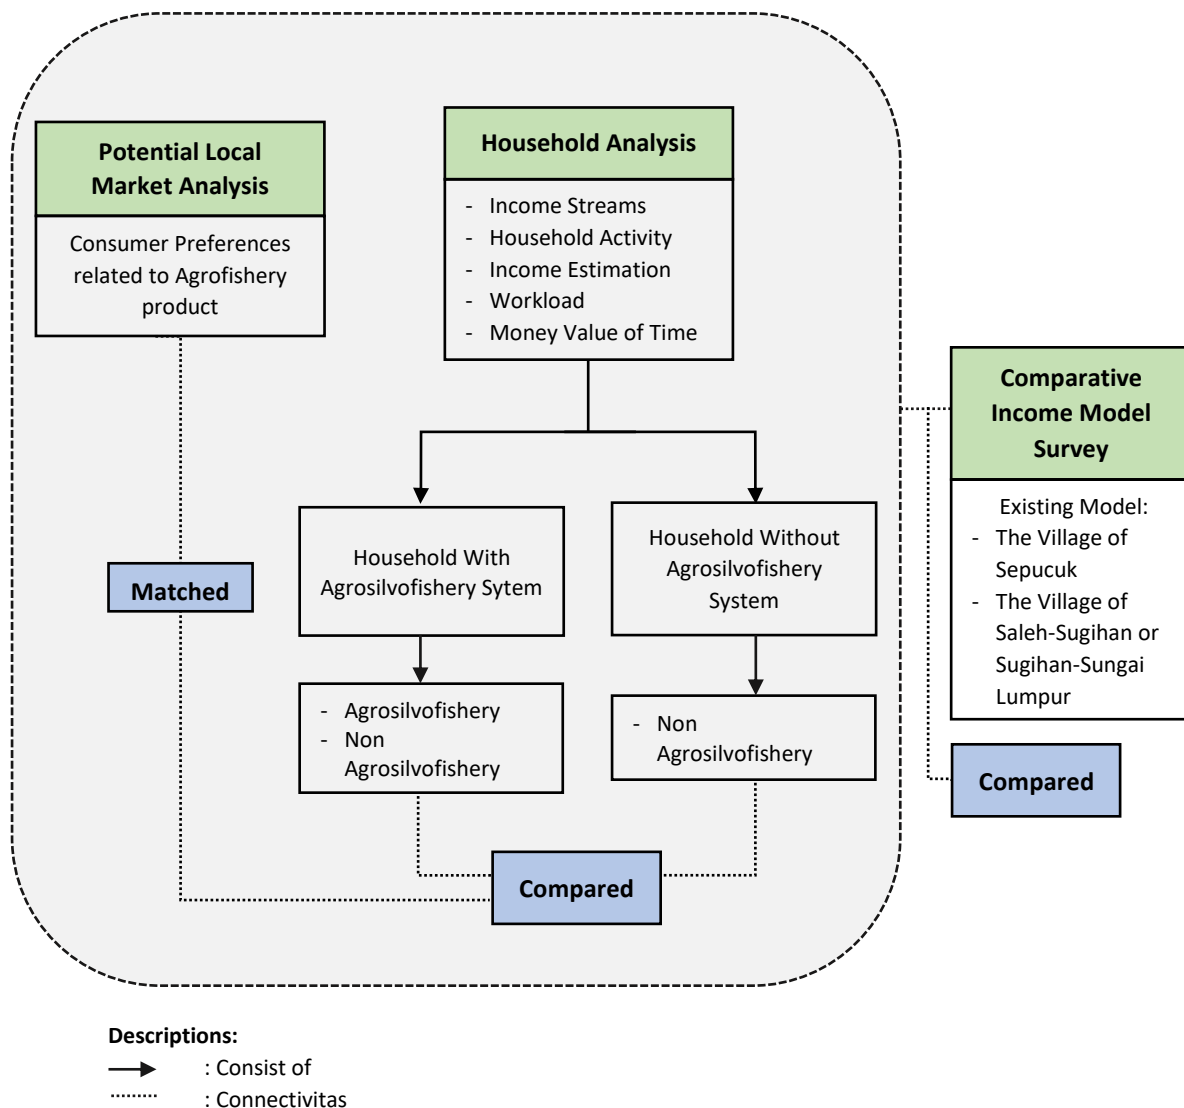 Potential Local
Market Analysis
Consumer Preferences
related to Agrofishery
product
Household Analysis
- Income Streams
- Household Activity
- Income Estimation
- Workload
- Money Value of Time
Comparative
Income Model
Survey
Existing Model:
- The Village of
Sepucuk
- The Village of
Saleh-Sugihan or
Sugihan-Sungai
Lumpur
Household With
Agrosilvofishery Sytem
Household Without
Agrosilvofishery
System
Matched
- Agrosilvofishery
- Non
Agrosilvofishery
- Non
Agrosilvofishery
Compared
Compared
Descriptions:
: Consist of
: Connectivitas